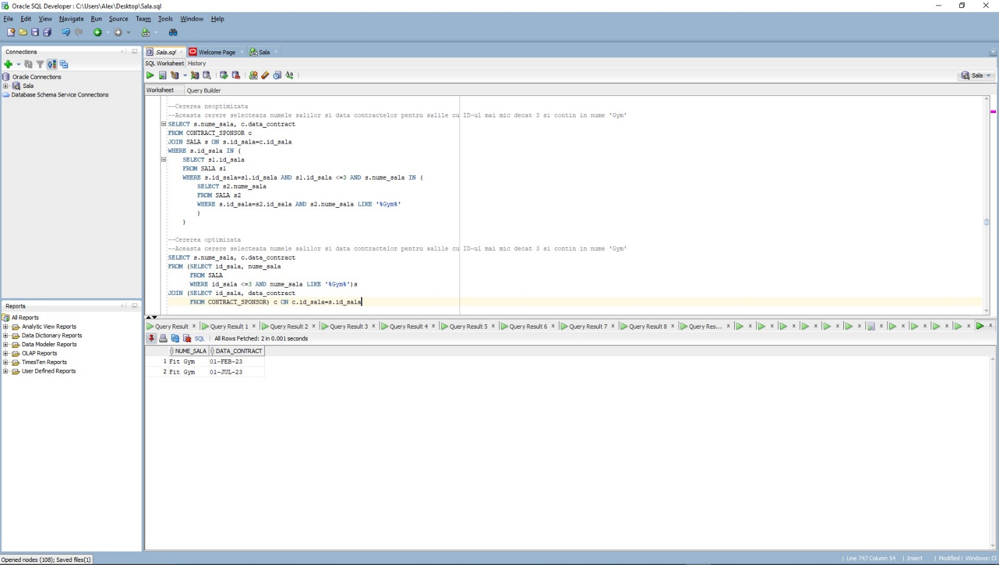 Oracle SQL Developer : C:\Users\Alex\Desktop\Sala.sql
File Edit View Navigate Run Source Team Tools Window Help
Connections
Oracle Connections
Sala
Database Schema Service Connections
Reports
All Reports
Analytic View Reports
Data Dictionary Reports
Data Modeler Reports
OLAP Reports
TimesTen Reports
User Defined Reports
Sala.sql Welcome Page Sala
SQL Worksheet History
Sala
Worksheet Query Builder
--Cererea neoptimizata
--Aceasta cerere selecteaza numele salilor si data contractelor pentru salile cu ID-ul mai mic decat 3 si contin in nume 'Gym'
SELECT s.nume_sala, c.data_contract
FROM CONTRACT_SPONSOR c
JOIN SALA s ON s.id_sala=c.id_sala
WHERE s.id_sala IN (
SELECT s1.id_sala
FROM SALA s1
WHERE s.id_sala=s1.id_sala AND s1.id_sala <=3 AND s.nume_sala IN (
SELECT s2.nume_sala
FROM SALA s2
WHERE s.id_sala=s2.id_sala AND s2.nume_sala LIKE '%Gym%'
)
)
--Cererea optimizata
--Aceasta cerere selecteaza numele salilor si data contractelor pentru salile cu ID-ul mai mic decat 3 si contin in nume 'Gym'
SELECT s.nume_sala, c.data_contract
FROM (SELECT id_sala, nume_sala
FROM SALA
WHERE id_sala <=3 AND nume_sala LIKE '%Gym%')s
JOIN (SELECT id_sala, data_contract
FROM CONTRACT_SPONSOR) c ON c.id_sala=s.id_sala
Query Result Query Result 1 Query Result 2 Query Result 3 Query Result 4 Query Result 5 Query Result 6 Query Result 7 Query Result 8 Query Res...
SQL | All Rows Fetched: 2 in 0.001 seconds
NUME_SALA DATA_CONTRACT
1 Fit Gym 01-FEB-23
2 Fit Gym 01-JUL-23
Opened nodes (108); Saved files(1)
| Line 747 Column 54 | Insert | Modified | Windows: C